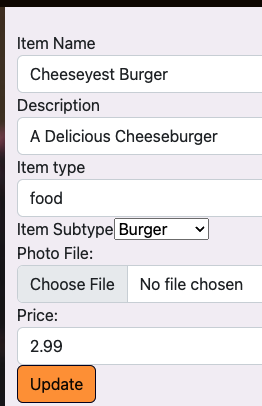 Item Name
Cheeseyest Burger
Description
A Delicious Cheeseburger
Item type
food
Item Subtype Burger
Photo File:
Choose File No file chosen
Price:
2.99
Update